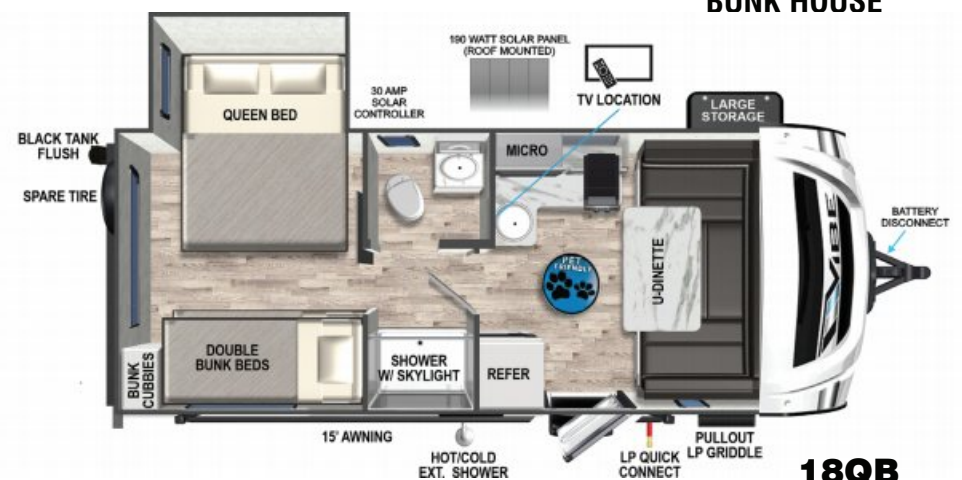 BUNK HOUSE
190 WATT SOLAR PANEL
(ROOF MOUNTED)
TV LOCATION
30 AMP
SOLAR
CONTROLLER
QUEEN BED
LARGE
STORAGE
BLACK TANK
FLUSH
MICRO
SPARE TIRE
BATTERY
DISCONNECT
VIBE
PET
FRIENDLY
U-DINETTE
DOUBLE
BUNK BEDS
SHOWER
W/ SKYLIGHT
REFER
BUNK
CUBBIES
15' AWNING
HOT/COLD
EXT. SHOWER
LP QUICK
CONNECT
PULLOUT
LP GRIDDLE
18QB